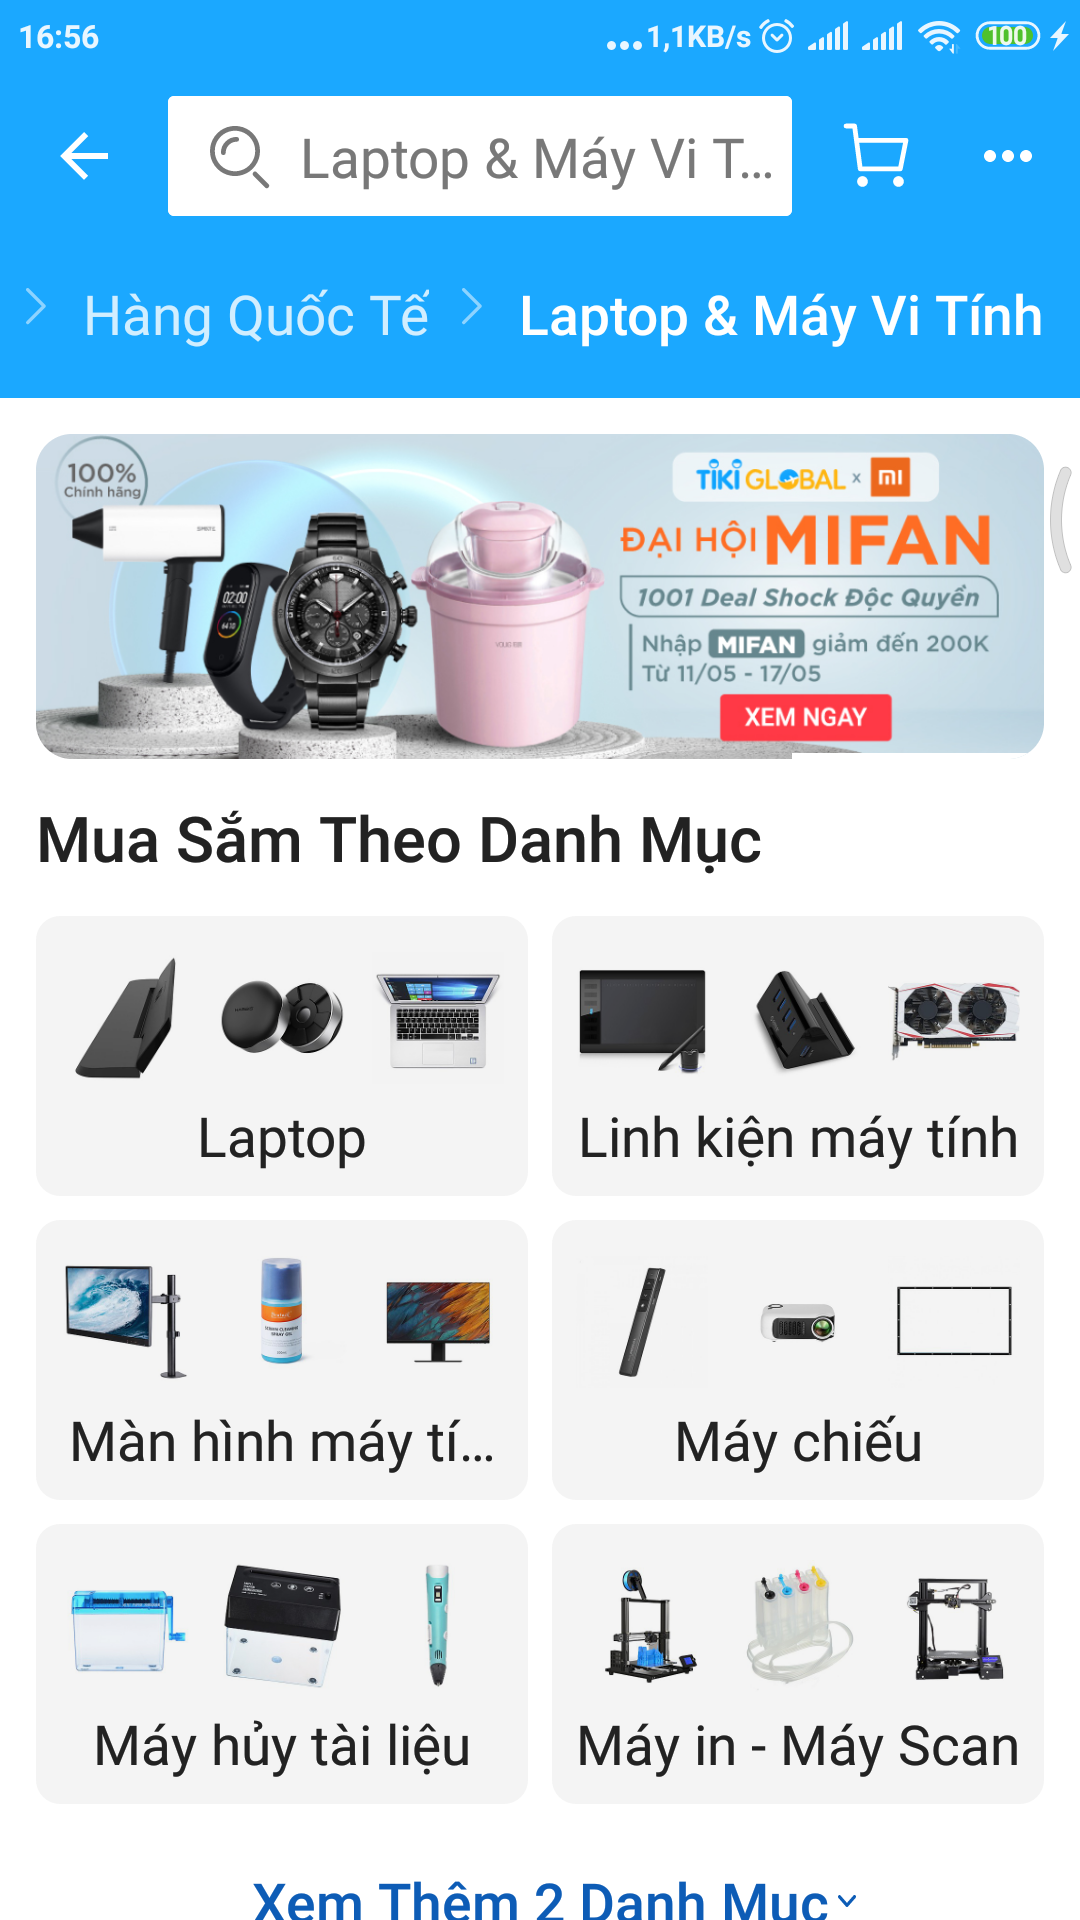 16:56
...1,1KB/s
100
Laptop & Máy Vi T...
Hàng Quốc Tế
Laptop & Máy Vi Tính
100%
Chính hãng
TIKI GLOBAL x mi
ĐẠI HỘI MIFAN
1001 Deal Shock Độc Quyền
Nhập MIFAN giảm đến 200K
Từ 11/05 - 17/05
XEM NGAY
02:00
Mua Sắm Theo Danh Mục
Laptop
Linh kiện máy tính
Màn hình máy tí...
Máy chiếu
Máy hủy tài liệu
Máy in - Máy Scan
Xem Thêm 2 Danh Mục